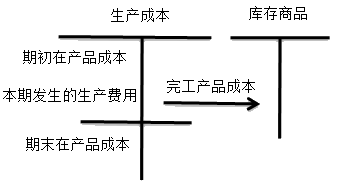 生产成本
库存商品
期初在产品成本
本期发生的生产费用
完工产品成本
期末在产品成本